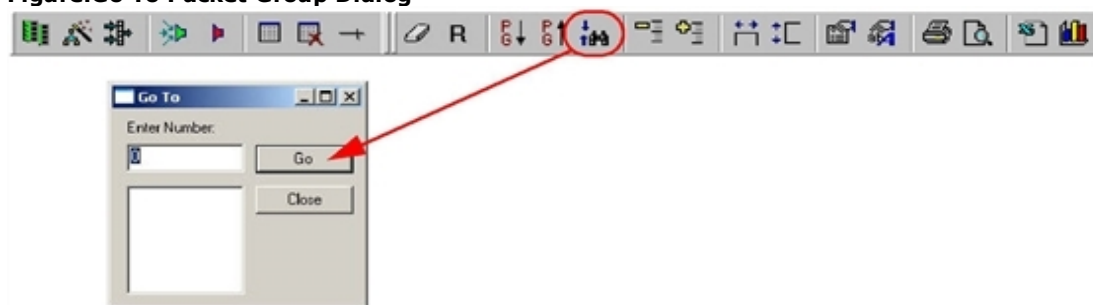 Figure:Go To Packet Group Dialog
R
P
G
P
G
Go To
Enter Number:
0
Go
Close